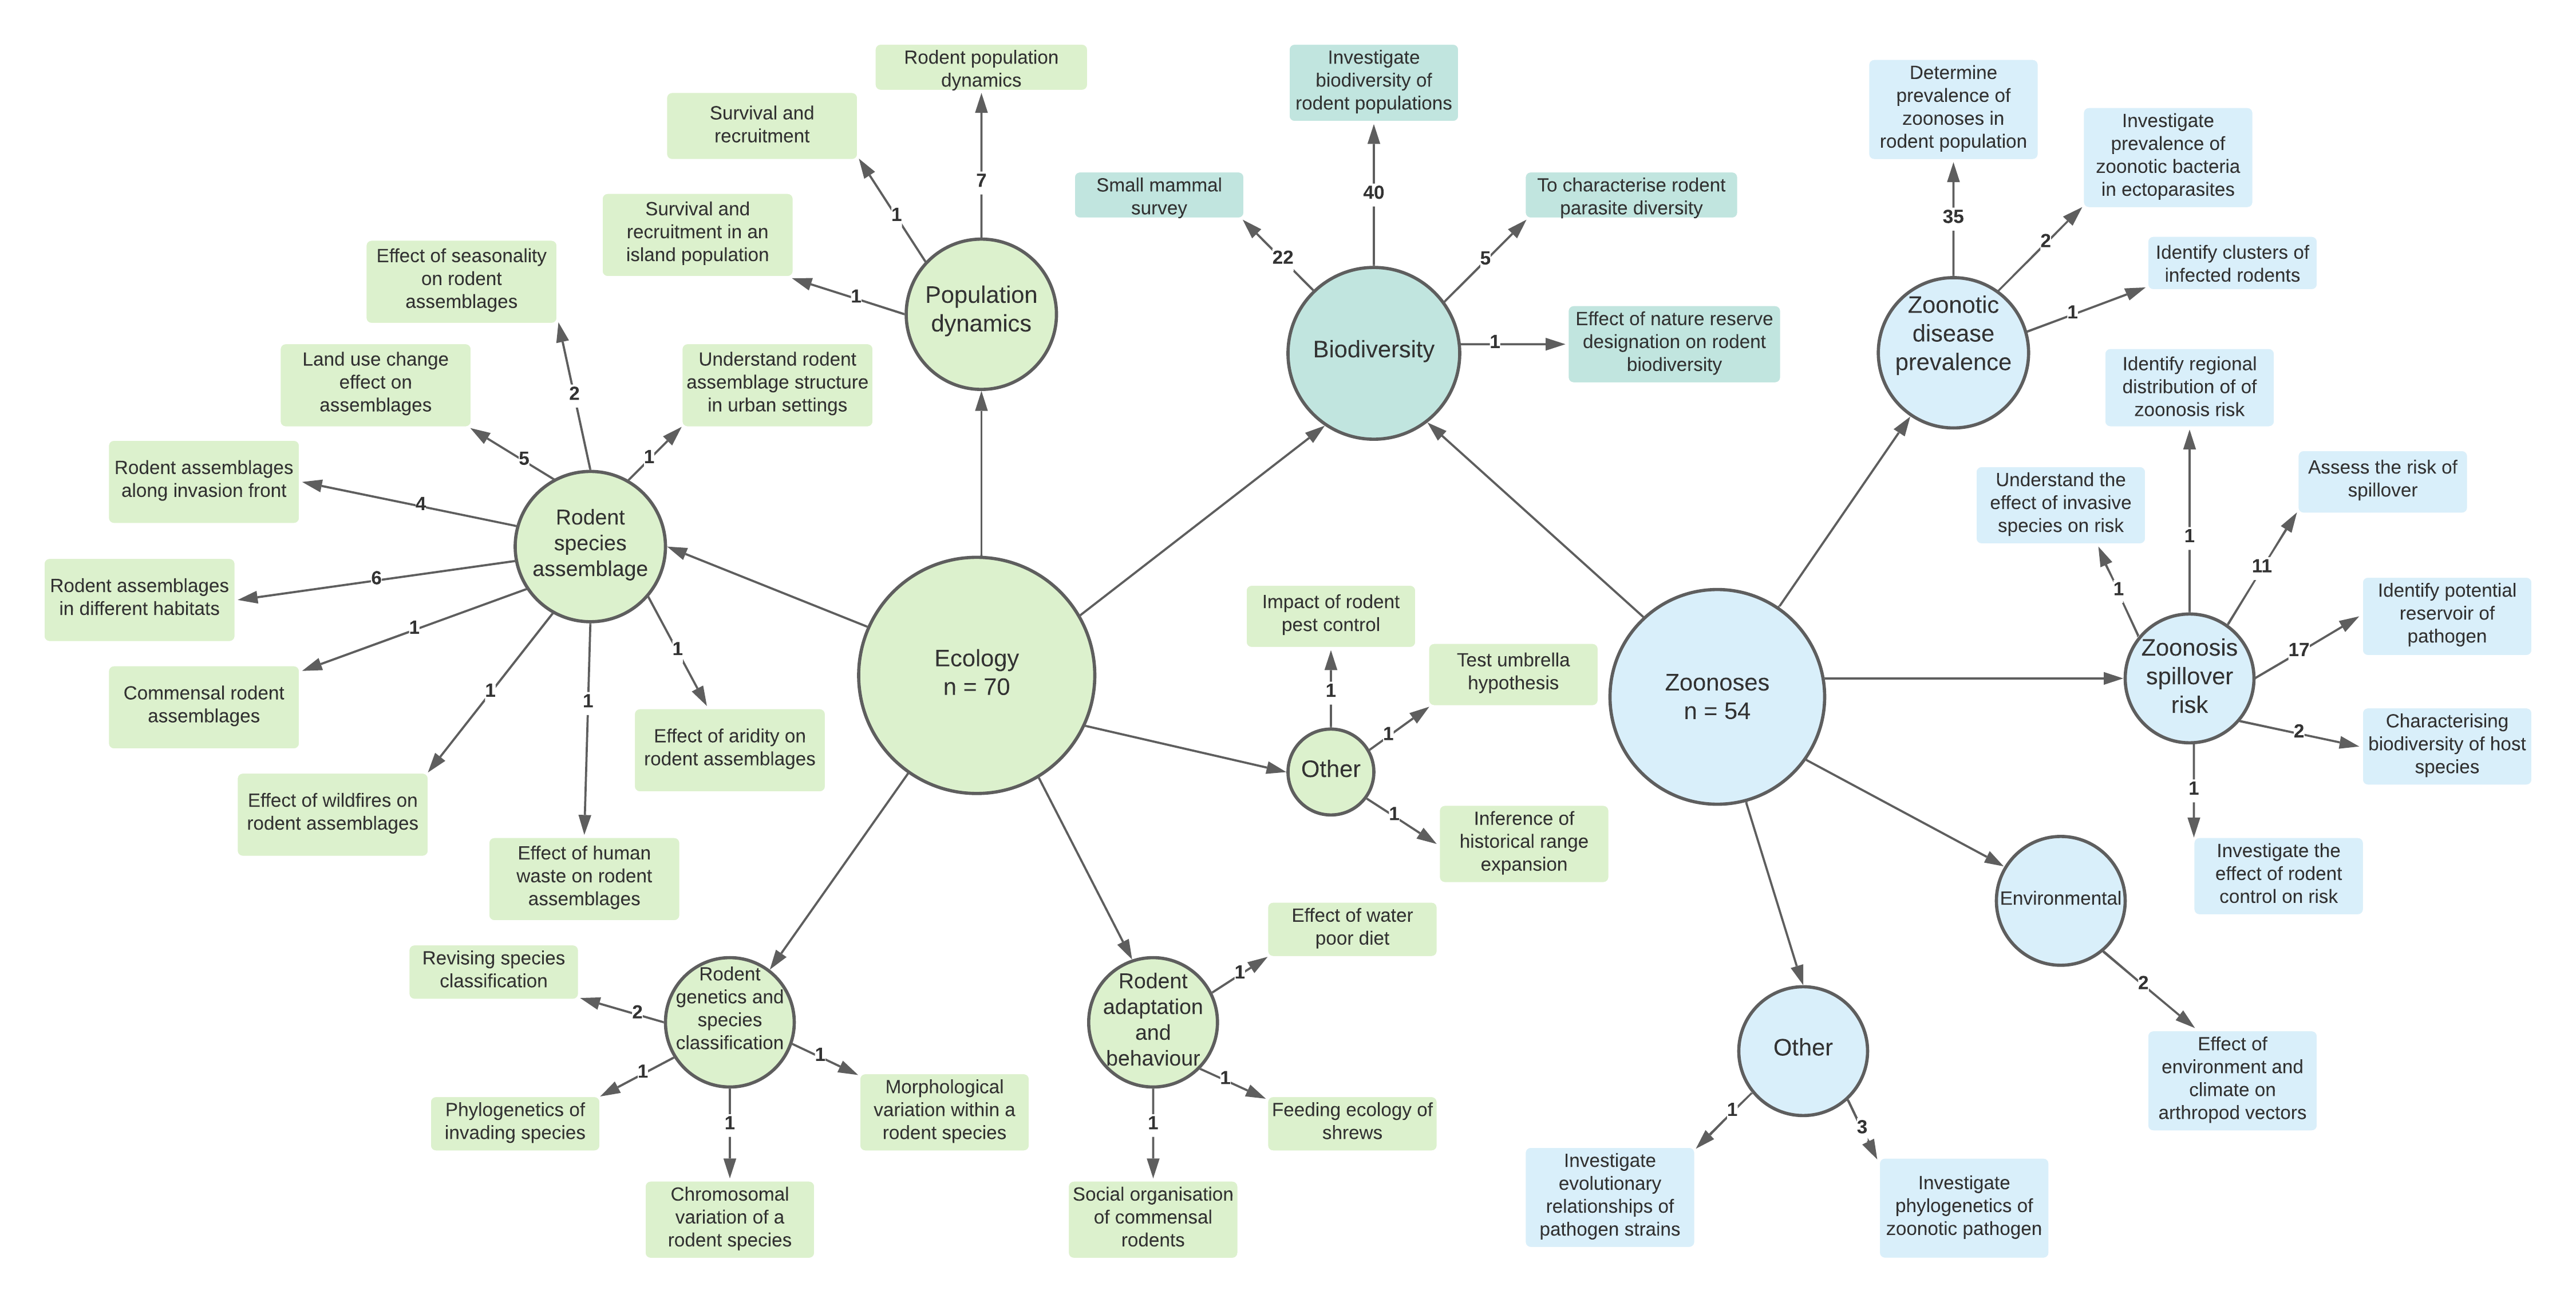 Rodent population
dynamics
Survival and
recruitment
7
1
Survival and
recruitment in an
island population
1
Population
dynamics
Effect of seasonality
on rodent
assemblages
Land use change
effect on
assemblages
Understand rodent
assemblage structure
in urban settings
2
5
1
Rodent assemblages
along invasion front
4
Rodent
species
assemblage
Rodent assemblages
in different habitats
6
1
Commensal rodent
assemblages
1
1
1
Effect of aridity on
rodent assemblages
Effect of wildfires on
rodent assemblages
Effect of human
waste on rodent
assemblages
Ecology
n = 70
Investigate
biodiversity of
rodent populations
Small mammal
survey
40
To characterise rodent
parasite diversity
22
5
Biodiversity
1
Effect of nature reserve
designation on rodent
biodiversity
Impact of rodent
pest control
Test umbrella
hypothesis
1
1
Other
1
Inference of
historical range
expansion
Revising species
classification
2
Rodent
genetics and
species
classification
1
1
1
Phylogenetics of
invading species
Morphological
variation within a
rodent species
Chromosomal
variation of a
rodent species
Effect of water
poor diet
1
Rodent
adaptation
and
behaviour
1
1
Feeding ecology of
shrews
Social organisation
of commensal
rodents
Determine
prevalence of
zoonoses in
rodent population
Investigate
prevalence of
zoonotic bacteria
in ectoparasites
35
2
Identify clusters of
infected rodents
1
Zoonotic
disease
prevalence
Identify regional
distribution of of
zoonosis risk
Understand the
effect of invasive
species on risk
Assess the risk of
spillover
1
11
1
Identify potential
reservoir of
pathogen
17
Zoonosis
spillover
risk
2
Characterising
biodiversity of host
species
1
Investigate the
effect of rodent
control on risk
Zoonoses
n = 54
Environmental
2
Effect of
environment and
climate on
arthropod vectors
Other
1
3
Investigate
evolutionary
relationships of
pathogen strains
Investigate
phylogenetics of
zoonotic pathogen